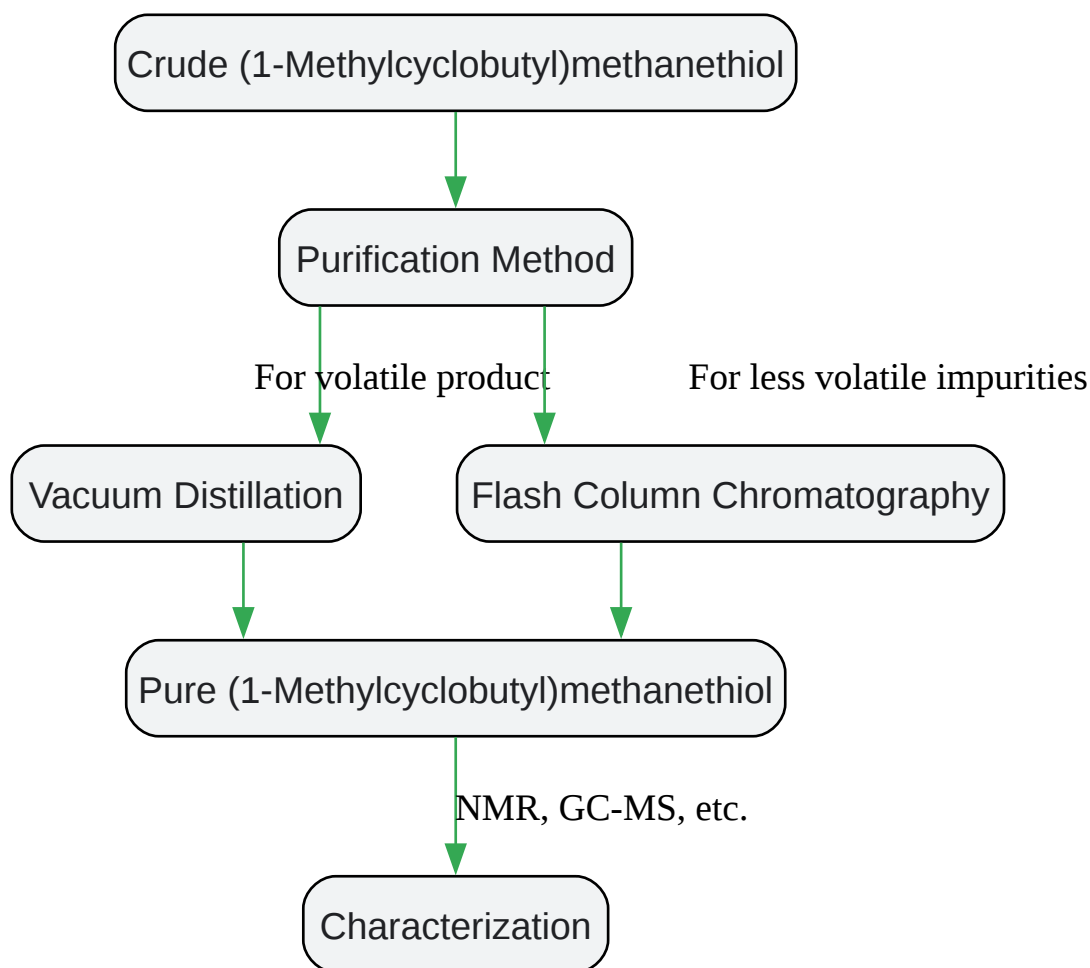 Crude (1-Methylcyclobutyl)methanethiol
Purification Method
For volatile product
For less volatile impurities
Vacuum Distillation
Flash Column Chromatography
Pure (1-Methylcyclobutyl)methanethiol
NMR, GC-MS, etc.
Characterization